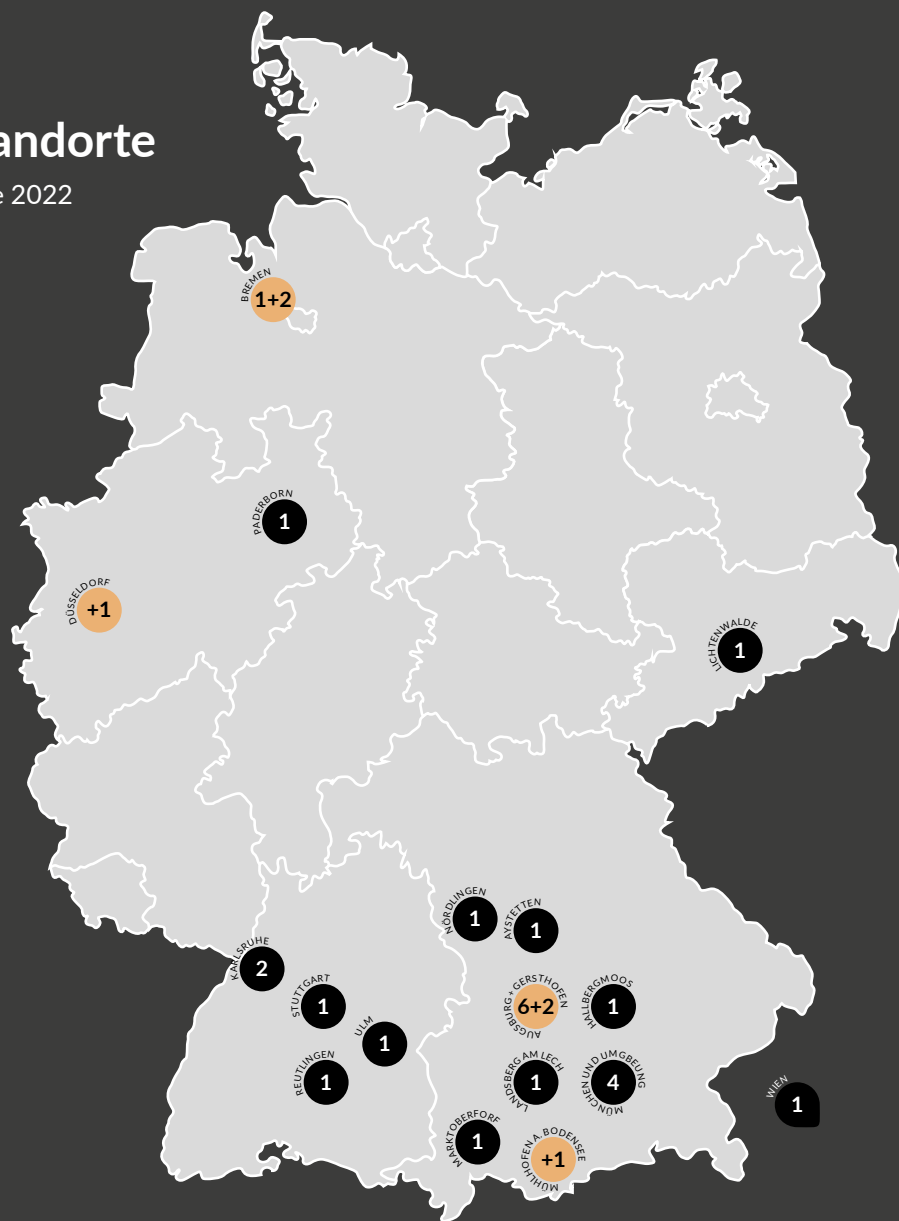 andorte
e 2022
BREMEN
1+2
PADERBORN
1
DÜSSELDORF
+1
LICHTENWALDE
1
NÖRDLINGEN
1
AYSTETTEN
1
KARLSRUHE
2
STUTTGART
1
AUGSBURG + GERSTHOFEN
6+2
HALLBERGMOOS
1
ULM
1
REUTLINGEN
1
LANDEBERG AM LECH
1
MÜNCHEN UND UMGBEUNG
4
WIEN
1
MARKTOBERFORF
1
MÜHLHOFEN A. BODENSEE
+1